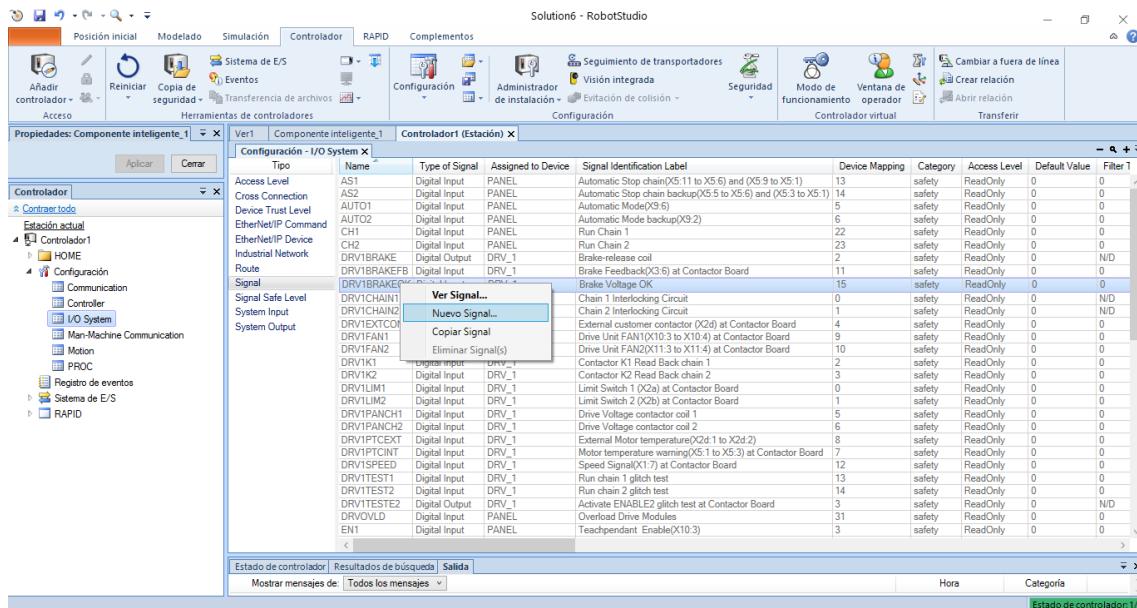 Solution6 - RobotStudio
Posición inicial Modelado Simulación Controlador RAPID Complementos
Añadir controlador
Reiniciar
Copia de seguridad
Sistema de E/S
Eventos
Transferencia de archivos
Configuración
Administrador de instalación
Seguimiento de transportadores
Visión integrada
Evitación de colisión
Seguridad
Modo de funcionamiento
Ventana de operador
Cambiar a fuera de línea
Crear relación
Abrir relación
Acceso Herramientas de controladores Configuración Controlador virtual Transferir
Propiedades: Componente inteligente_1
Aplicar Cerrar
Controlador
Contraer todo
Estación actual
Controlador1
HOME
Configuración
Communication
Controller
I/O System
Man-Machine Communication
Motion
PROC
Registro de eventos
Sistema de E/S
RAPID
Ver1 Componente inteligente_1 Controlador1 (Estación) X
Configuración - I/O System X
Tipo
Access Level
Cross Connection
Device Trust Level
EtherNet/IP Command
EtherNet/IP Device
Industrial Network
Route
Signal
Signal Safe Level
System Input
System Output
Name Type of Signal Assigned to Device Signal Identification Label Device Mapping Category Access Level Default Value Filter T
AS1 Digital Input PANEL Automatic Stop chain(X5:11 to X5:6) and (X5:9 to X5:1) 13 safety ReadOnly 0 0
AS2 Digital Input PANEL Automatic Stop chain backup(X5:5 to X5:6) and (X5:3 to X5:1) 14 safety ReadOnly 0 0
AUTO1 Digital Input PANEL Automatic Mode(X9:6) 5 safety ReadOnly 0 0
AUTO2 Digital Input PANEL Automatic Mode backup(X9:2) 6 safety ReadOnly 0 0
CH1 Digital Input PANEL Run Chain 1 22 safety ReadOnly 0 0
CH2 Digital Input PANEL Run Chain 2 23 safety ReadOnly 0 0
DRV1BRAKE Digital Output DRV_1 Brake-release coil 2 safety ReadOnly 0 N/D
DRV1BRAKEFB Digital Input DRV_1 Brake Feedback(X3:6) at Contactor Board 11 safety ReadOnly 0 0
DRV1BRAKEOK Brake Voltage OK 15 safety ReadOnly 0 0
DRV1CHAIN1 Chain 1 Interlocking Circuit 0 safety ReadOnly 0 N/D
DRV1CHAIN2 Chain 2 Interlocking Circuit 1 safety ReadOnly 0 N/D
DRV1EXTCO External customer contactor (X2d) at Contactor Board 4 safety ReadOnly 0 0
DRV1FAN1 Drive Unit FAN1(X10:3 to X10:4) at Contactor Board 9 safety ReadOnly 0 0
DRV1FAN2 Drive Unit FAN2(X11:3 to X11:4) at Contactor Board 10 safety ReadOnly 0 0
DRV1K1 Digital Input DRV_1 Contactor K1 Read Back chain 1 2 safety ReadOnly 0 0
DRV1K2 Digital Input DRV_1 Contactor K2 Read Back chain 2 3 safety ReadOnly 0 0
DRV1LIM1 Digital Input DRV_1 Limit Switch 1 (X2a) at Contactor Board 0 safety ReadOnly 0 0
DRV1LIM2 Digital Input DRV_1 Limit Switch 2 (X2b) at Contactor Board 1 safety ReadOnly 0 0
DRV1PANCH1 Digital Input DRV_1 Drive Voltage contactor coil 1 5 safety ReadOnly 0 0
DRV1PANCH2 Digital Input DRV_1 Drive Voltage contactor coil 2 6 safety ReadOnly 0 0
DRV1PTCEXT Digital Input DRV_1 External Motor temperature(X2d:1 to X2d:2) 8 safety ReadOnly 0 0
DRV1PTCINT Digital Input DRV_1 Motor temperature warning(X5:1 to X5:3) at Contactor Board 7 safety ReadOnly 0 0
DRV1SPEED Digital Input DRV_1 Speed Signal(X1:7) at Contactor Board 12 safety ReadOnly 0 0
DRV1TEST1 Digital Input DRV_1 Run chain 1 glitch test 13 safety ReadOnly 0 0
DRV1TEST2 Digital Input DRV_1 Run chain 2 glitch test 14 safety ReadOnly 0 0
DRV1TESTE2 Digital Output DRV_1 Activate ENABLE2 glitch test at Contactor Board 3 safety ReadOnly 0 N/D
DRVOVLD Digital Input PANEL Overload Drive Modules 31 safety ReadOnly 0 0
EN1 Digital Input PANEL Teachpendant Enable(X10:3) 3 safety ReadOnly 0 0
Ver Signal...
Nuevo Signal...
Copiar Signal
Eliminar Signal(s)
Estado de controlador Resultados de búsqueda Salida
Mostrar mensajes de: Todos los mensajes Hora Categoría
Estado de controlador: 1/